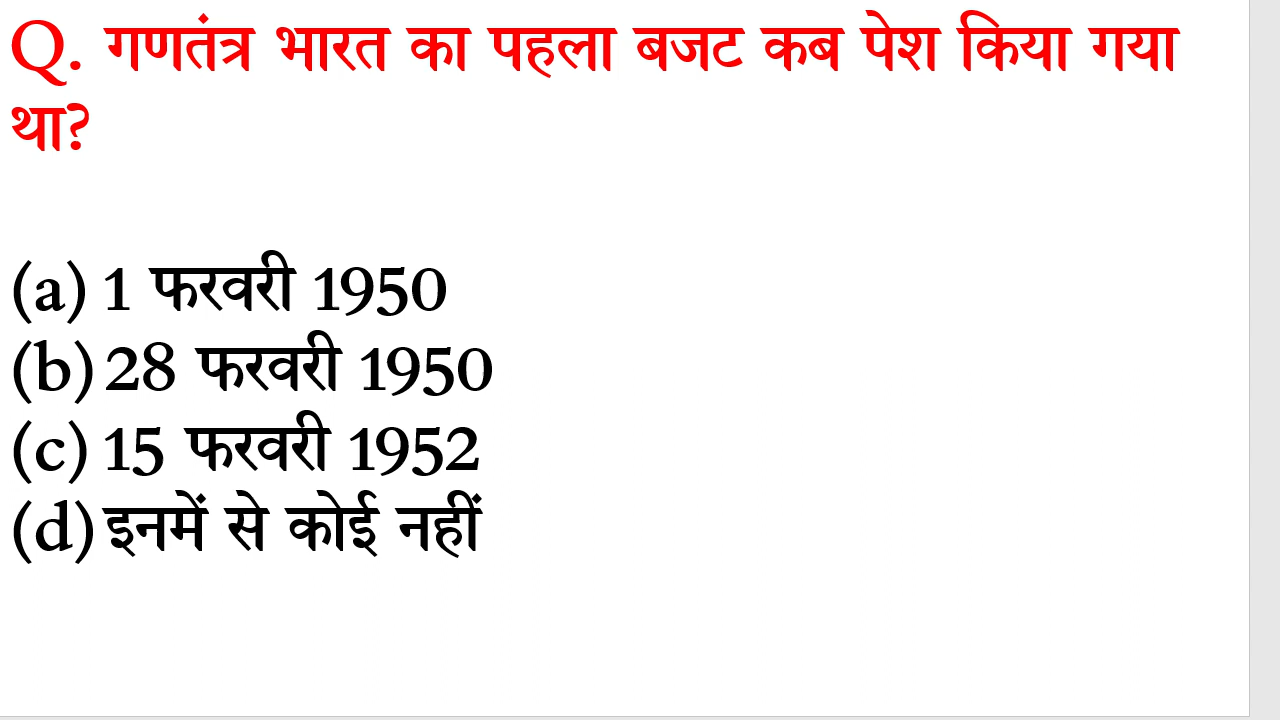 Q. गणतंत्र भारत का पहला बजट कब पेश किया गया
था?
(a) 1 फरवरी 1950
(b) 28 फरवरी 1950
(c) 15 फरवरी 1952
(d) इनमें से कोई नहीं